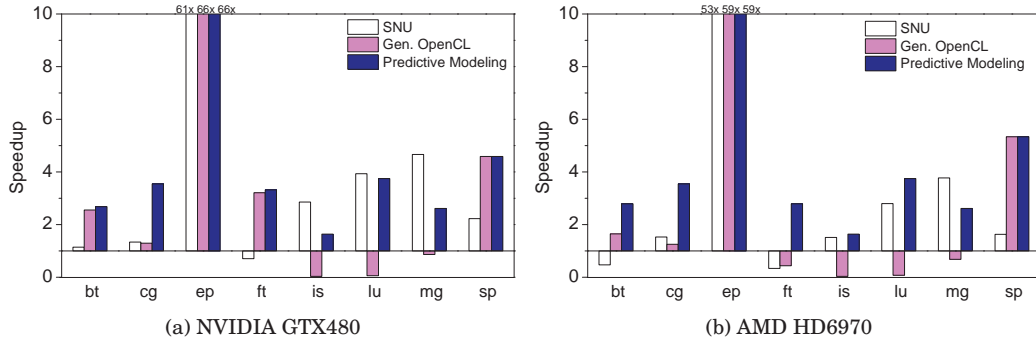 61x 66x 66x
10
8
6
4
2
0
Speedup
SNU
Gen. OpenCL
Predictive Modeling
bt cg ep ft is lu mg sp
(a) NVIDIA GTX480
53x 59x 59x
10
8
6
4
2
0
Speedup
SNU
Gen. OpenCL
Predictive Modeling
bt cg ep ft is lu mg sp
(b) AMD HD6970